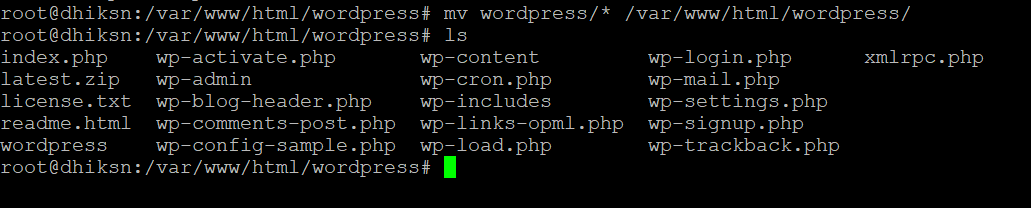 root@dhiksn:/var/www/html/wordpress# mv wordpress/* /var/www/html/wordpress/
root@dhiksn:/var/www/html/wordpress# ls
index.php    wp-activate.php       wp-content         wp-login.php      xmlrpc.php
latest.zip   wp-admin              wp-cron.php        wp-mail.php
license.txt  wp-blog-header.php    wp-includes        wp-settings.php
readme.html  wp-comments-post.php  wp-links-opml.php  wp-signup.php
wordpress    wp-config-sample.php  wp-load.php        wp-trackback.php
root@dhiksn:/var/www/html/wordpress#